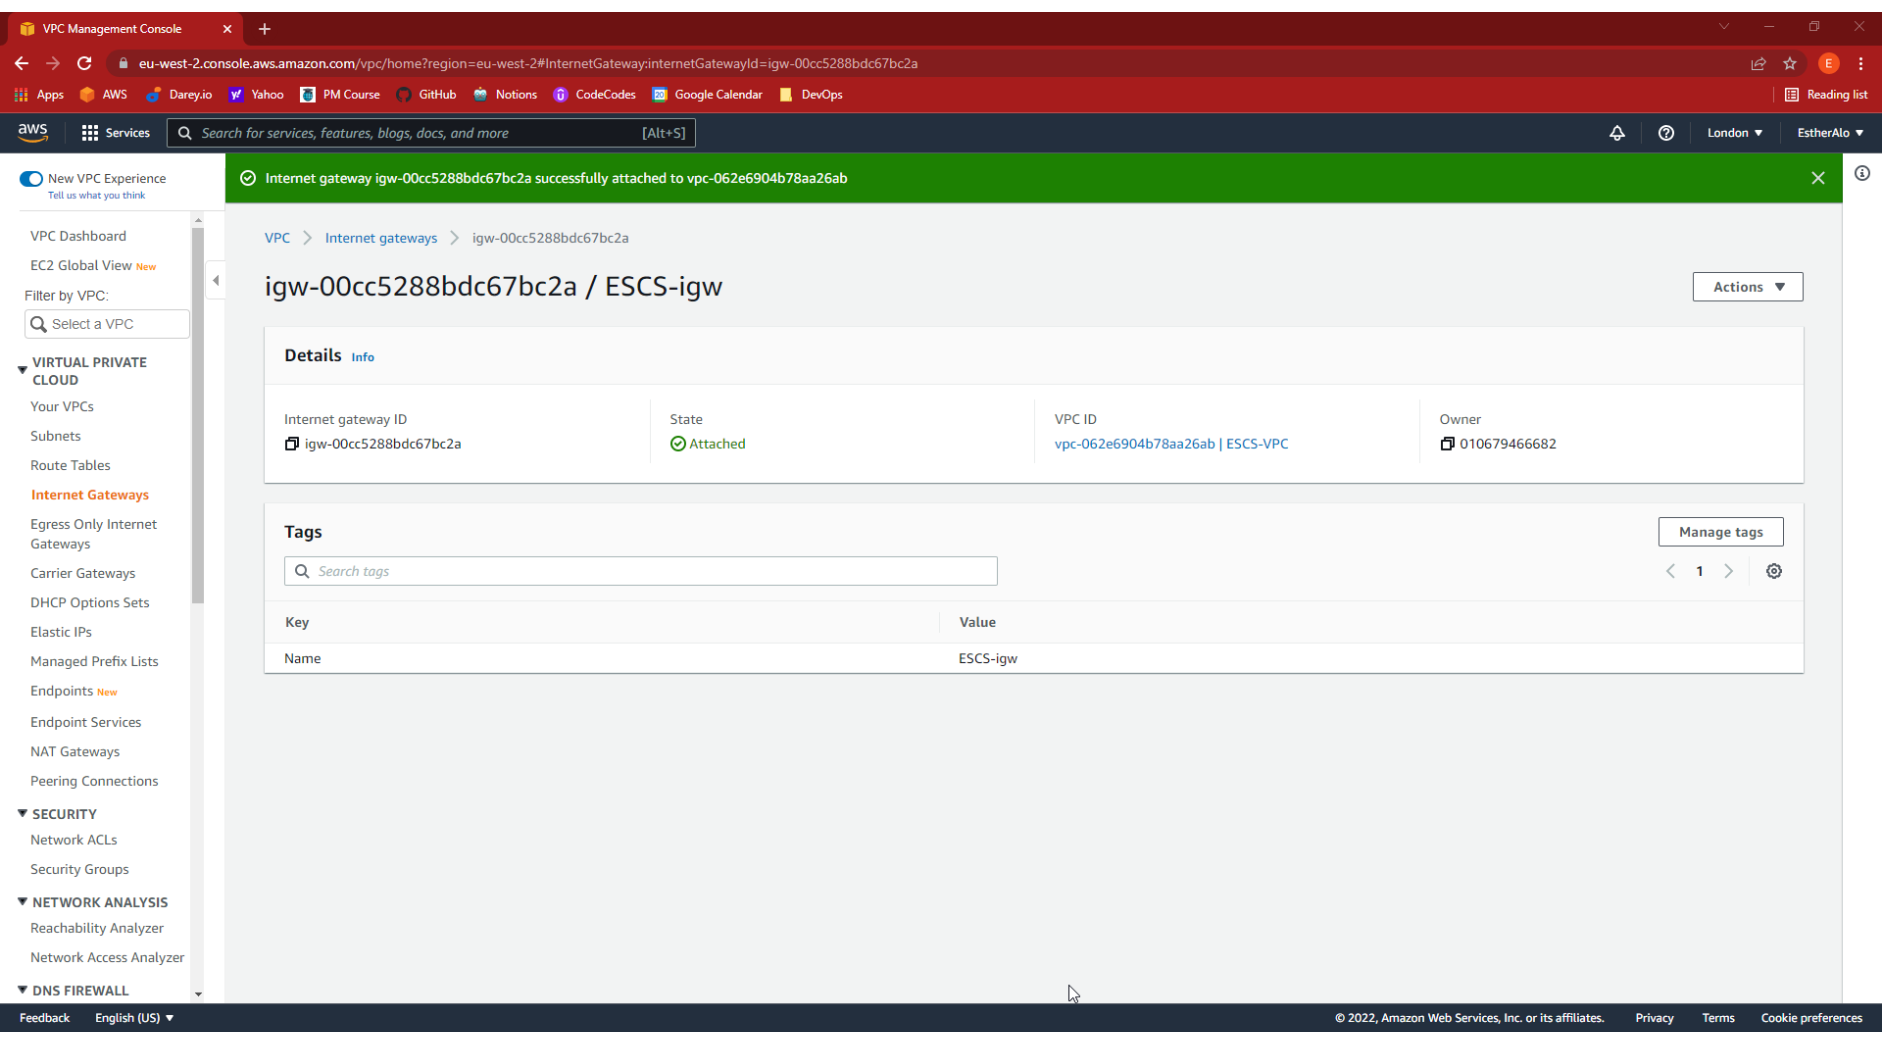 VPC Management Console
eu-west-2.console.aws.amazon.com/vpc/home?region=eu-west-2#InternetGateway:internetGatewayId=igw-00cc5288bdc67bc2a
E
Apps AWS Darey.io Yahoo PM Course GitHub Notions CodeCodes 20 Google Calendar DevOps Reading list
aws Services Search for services, features, blogs, docs, and more [Alt+S] London EstherAlo
New VPC Experience
Tell us what you think
Internet gateway igw-00cc5288bdc67bc2a successfully attached to vpc-062e6904b78aa26ab
VPC Dashboard
EC2 Global View New
Filter by VPC:
Select a VPC
VIRTUAL PRIVATE
CLOUD
Your VPCs
Subnets
Route Tables
Internet Gateways
Egress Only Internet
Gateways
Carrier Gateways
DHCP Options Sets
Elastic IPs
Managed Prefix Lists
Endpoints New
Endpoint Services
NAT Gateways
Peering Connections
SECURITY
Network ACLs
Security Groups
NETWORK ANALYSIS
Reachability Analyzer
Network Access Analyzer
DNS FIREWALL
VPC > Internet gateways > igw-00cc5288bdc67bc2a
igw-00cc5288bdc67bc2a / ESCS-igw
Actions
Details Info
Internet gateway ID
igw-00cc5288bdc67bc2a
State
Attached
VPC ID
vpc-062e6904b78aa26ab | ESCS-VPC
Owner
010679466682
Tags
Manage tags
Search tags
1
Key Value
Name ESCS-igw
Feedback English (US) © 2022, Amazon Web Services, Inc. or its affiliates. Privacy Terms Cookie preferences